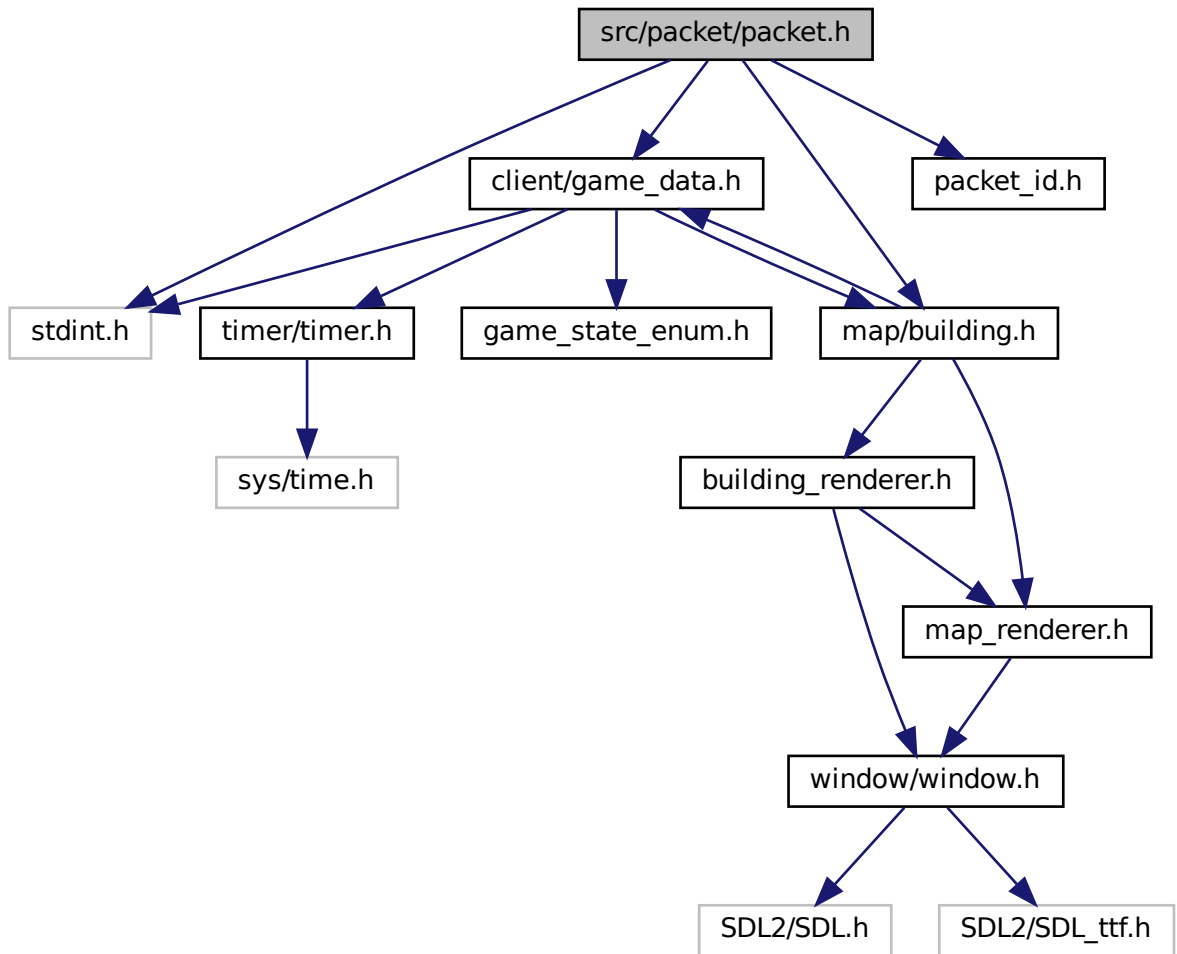 src/packet/packet.h
client/game_data.h
packet_id.h
stdint.h
timer/timer.h
game_state_enum.h
map/building.h
sys/time.h
building_renderer.h
map_renderer.h
window/window.h
SDL2/SDL.h
SDL2/SDL_ttf.h